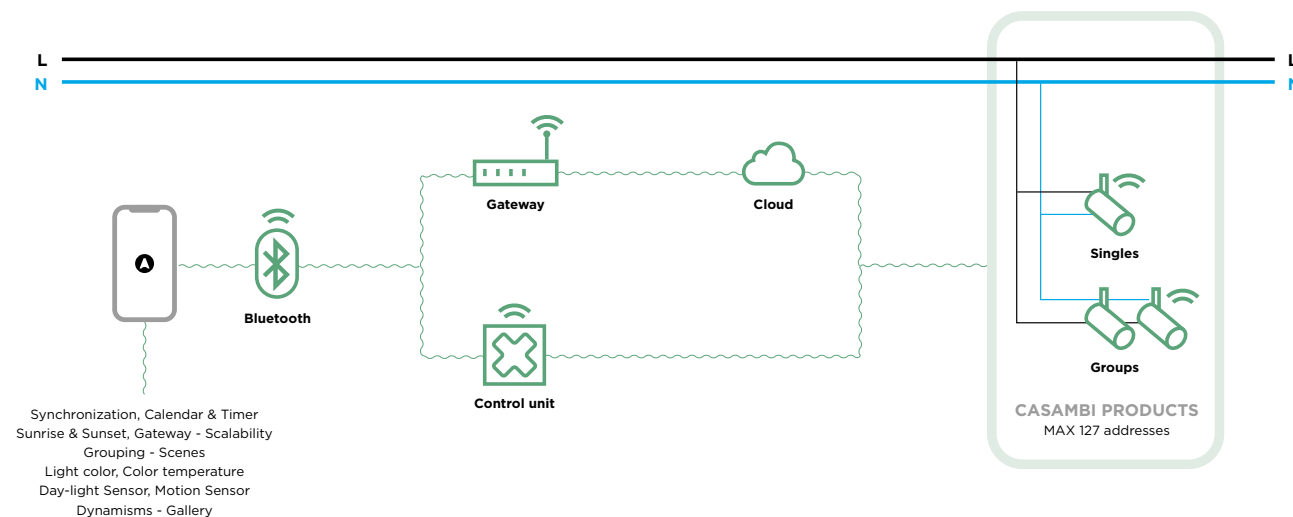 L
L
N
N
Gateway
Cloud
Singles
Bluetooth
Groups
Control unit
CASAMBI PRODUCTS
MAX 127 addresses
Synchronization, Calendar & Timer
Sunrise & Sunset, Gateway - Scalability
Grouping - Scenes
Light color, Color temperature
Day-light Sensor, Motion Sensor
Dynamisms - Gallery